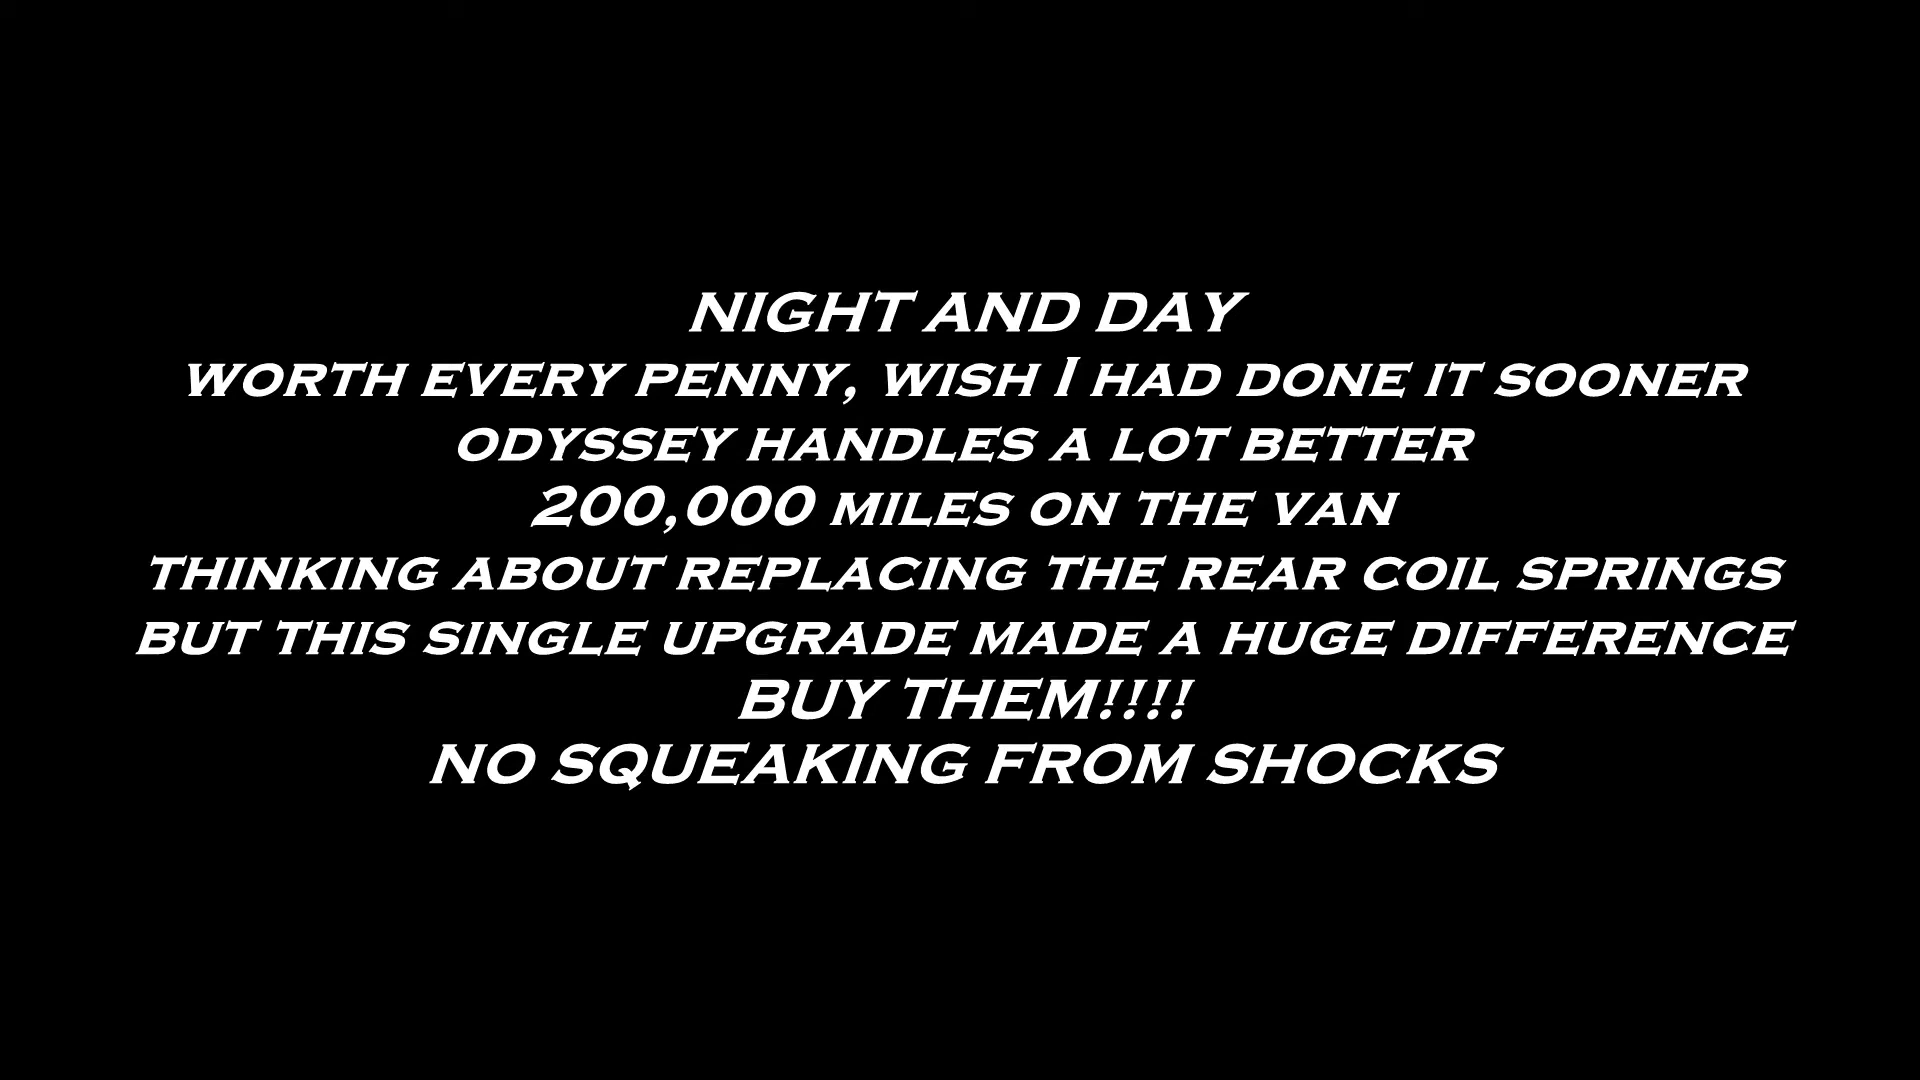 NIGHT AND DAY
WORTH EVERY PENNY, WISH I HAD DONE IT SOONER
ODYSSEY HANDLES A LOT BETTER
200,000 MILES ON THE VAN
THINKING ABOUT REPLACING THE REAR COIL SPRINGS
BUT THIS SINGLE UPGRADE MADE A HUGE DIFFERENCE
BUY THEM!!!!
NO SQUEAKING FROM SHOCKS